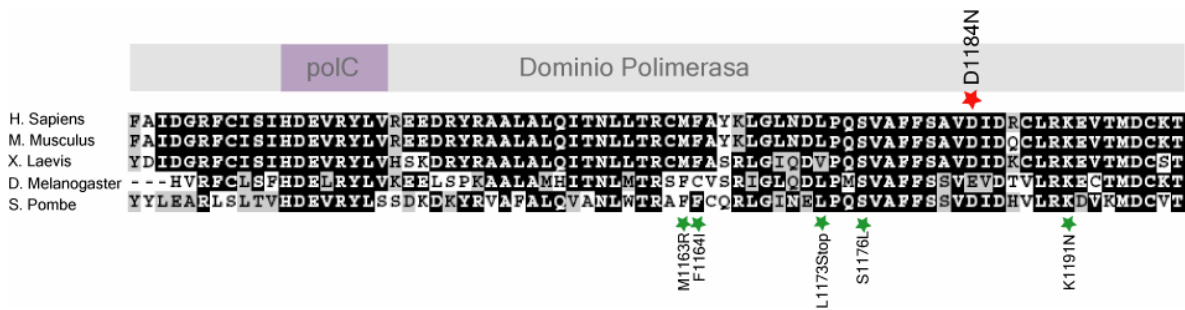 D1184N
polC Dominio Polimerasa
H. Sapiens FAIDGRFCISIHDEVRYLVREEDRYRAALALQITNLLTRCMFAYKLGLNDLPQSVAFFSAVDIDRCLRKEVTMDCKT
M. Musculus FAIDGRFCISIHDEVRYLVREEDRYRAALALQITNLLTRCMFAYKLGLNDLPQSVAFFSAVDIDQCLRKEVTMDCKT
X. Laevis YDIDGRFCISIHDEVRYLVHSKDRYRAALALQITNLLTRCMFASRLGIQDVPQSVAFFSAVDIDKCLRKEVTMDCST
D. Melanogaster ---HVRFCLSFHDELRYLVKEELSPKAALAMHITNLMTRSFCVSRIGLQDLPMSVAFFSSVEVDTVLRKECTMDCKT
S. Pombe YYLEARLSLTVHDEVRYLSSDKDKYRVAFALQVANLWTRAFFCQRLGINELPQSVAFFSSVDIDHVLRKDVKMDCVT
M1163R
F1164I
L1173Stop
S1176L
K1191N